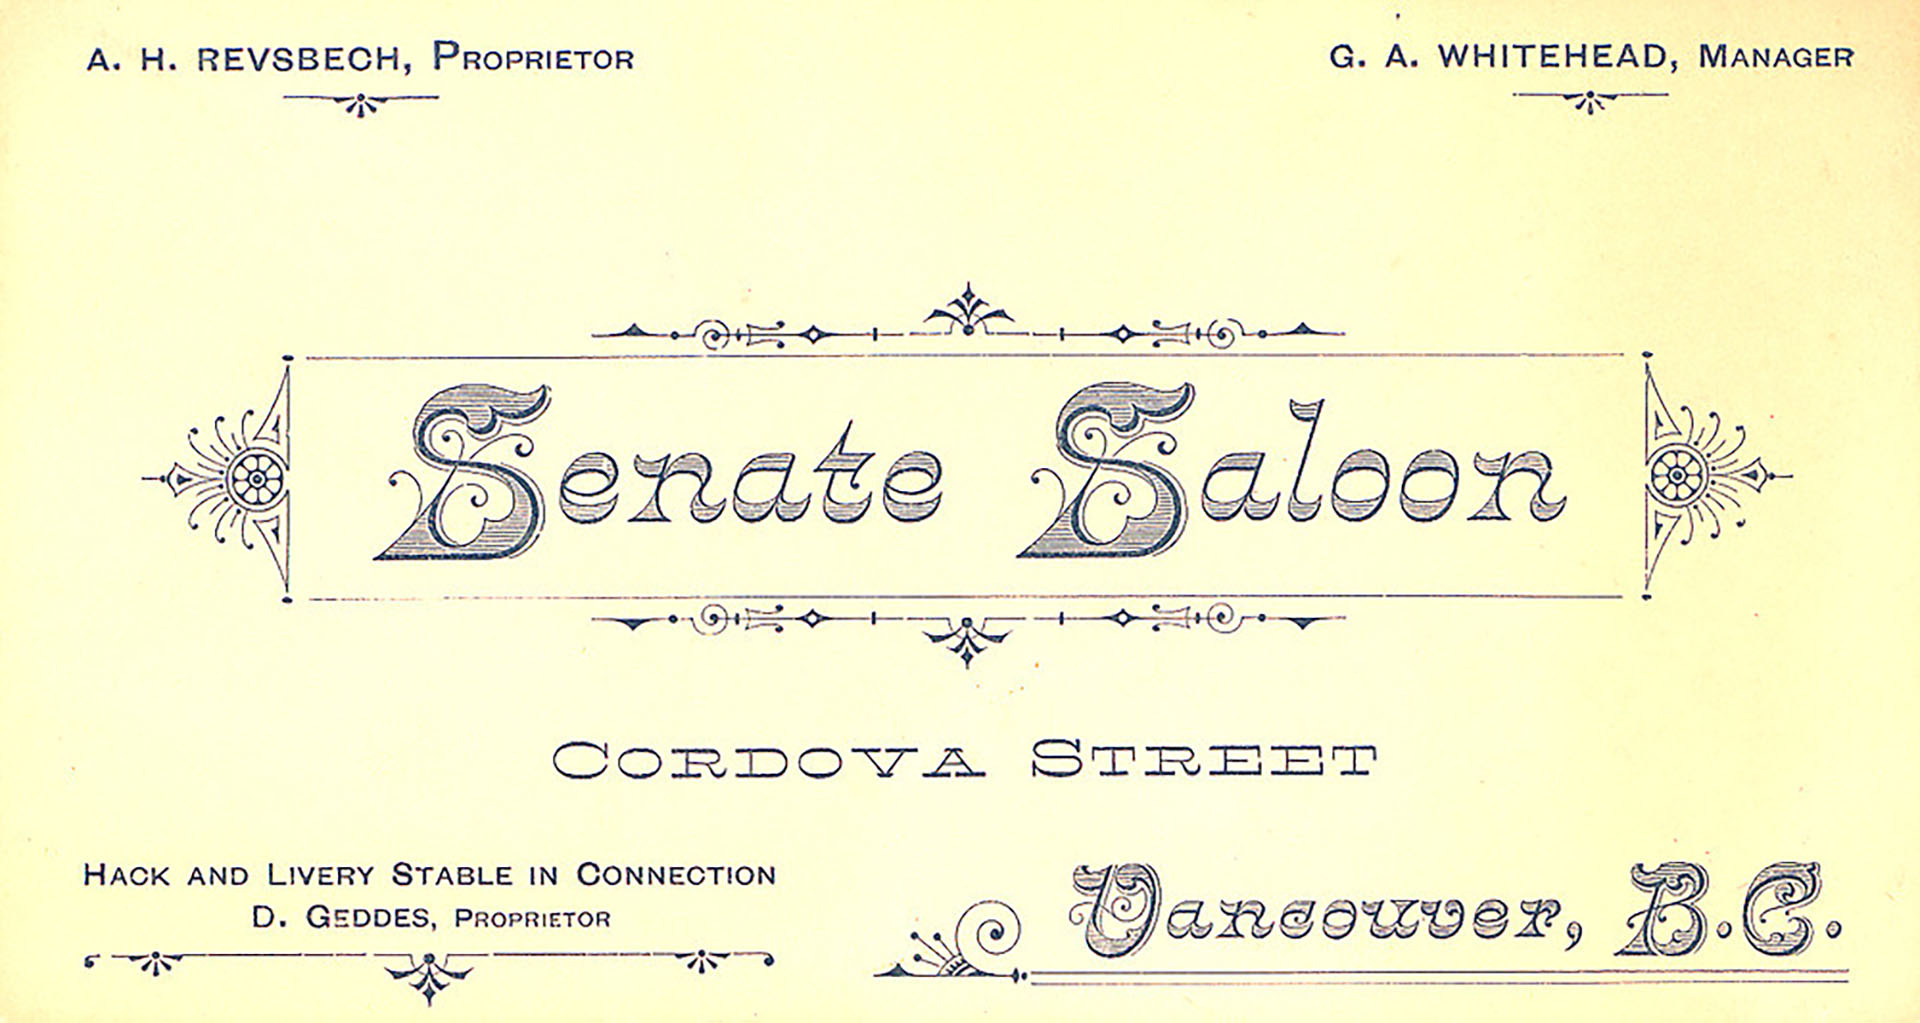 A. H. REVSBECH, PROPRIETOR
G. A. WHITEHEAD, MANAGER
Senate Saloon
CORDOVA STREET
HACK AND LIVERY STABLE IN CONNECTION
D. GEDDES, PROPRIETOR
Vancouver, B.C.